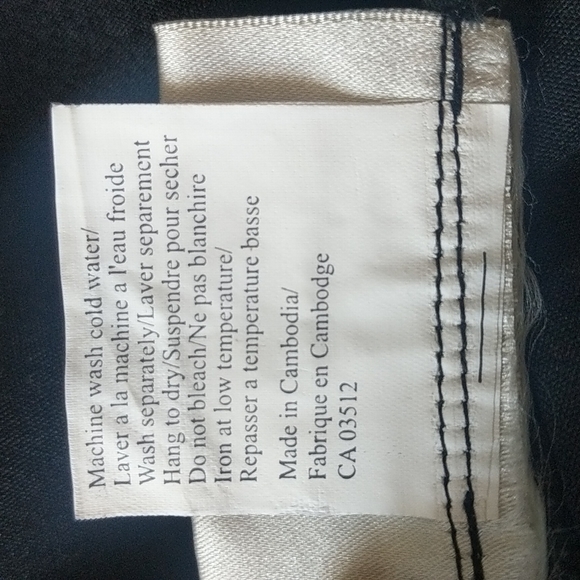 Machine wash cold water/
Laver a la machine a l'eau froide
Wash separately/Laver separement
Hang to dry/Suspendre pour secher
Do not bleach/Ne pas blanchire
Iron at low temperature/
Repasser a temperature basse
Made in Cambodia/
Fabrique en Cambodge
CA 03512